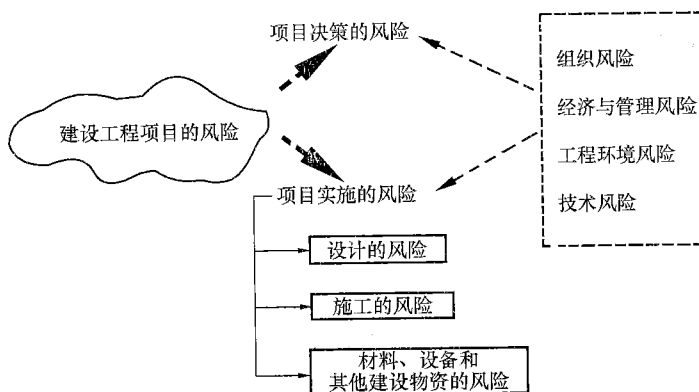 项目决策的风险
建设工程项目的风险
项目实施的风险
设计的风险
施工的风险
材料、设备和
其他建设物资的风险
组织风险
经济与管理风险
工程环境风险
技术风险